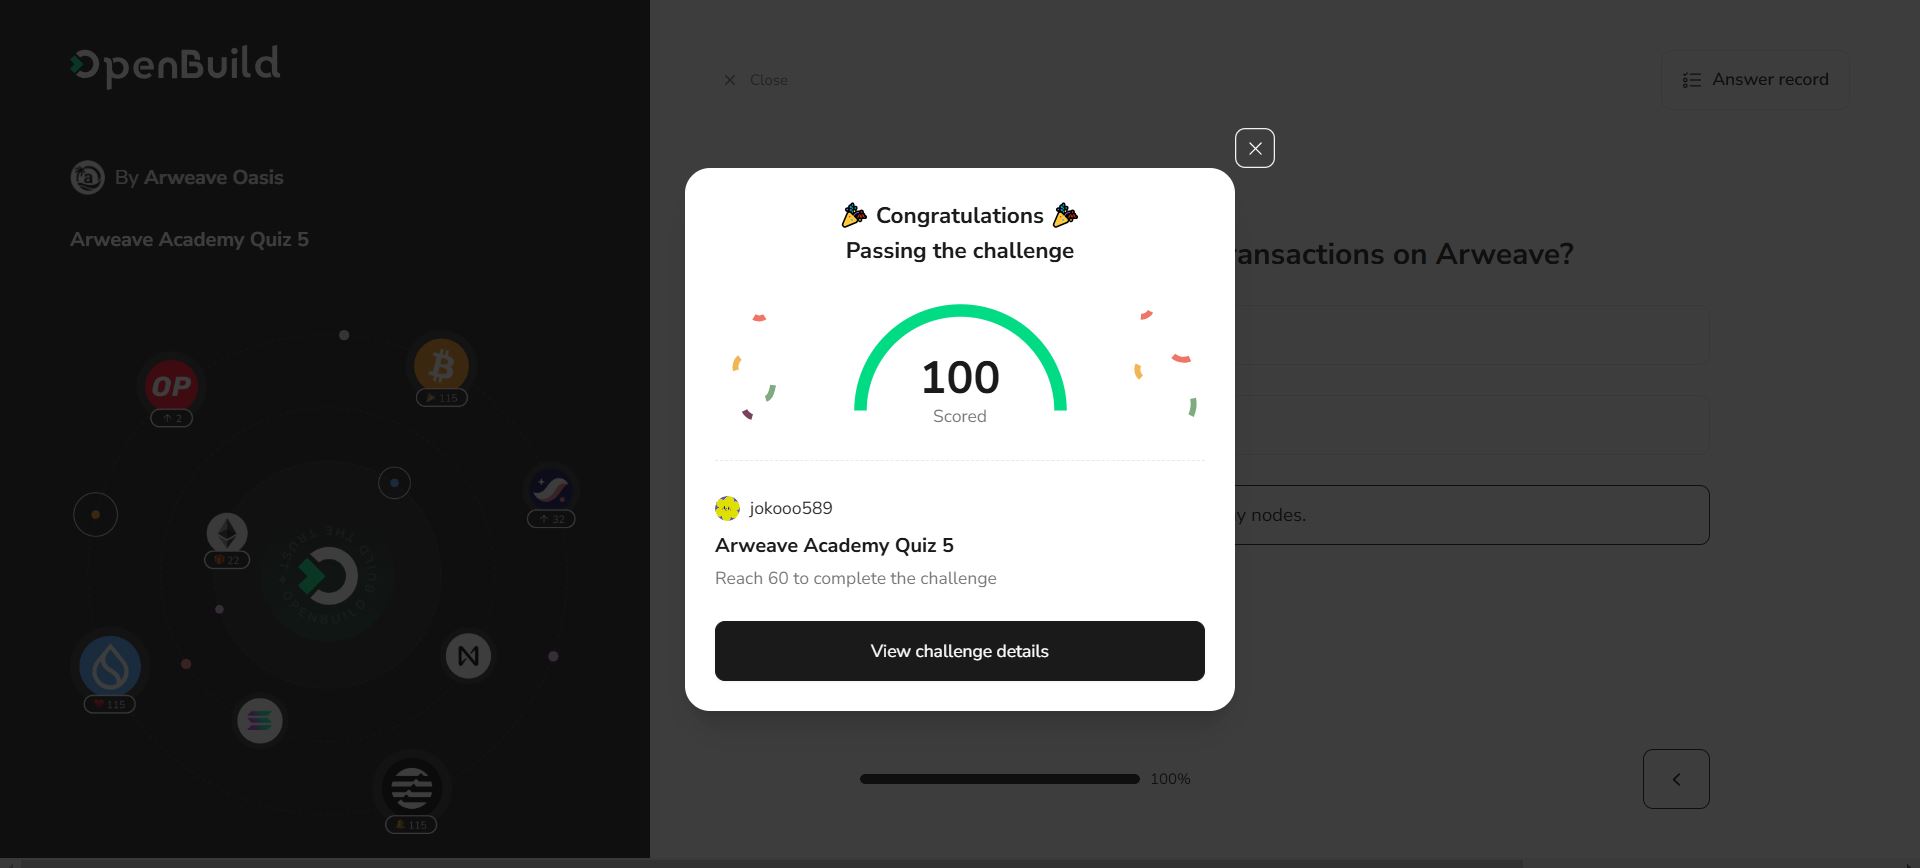 OpenBuild
By Arweave Oasis
Arweave Academy Quiz 5
OP
2
115
32
22
BUILD THE TRUST
OPENBUILD
115
115
Close
Answer record
ansactions on Arweave?
y nodes.
100%
🎉 Congratulations 🎉
Passing the challenge
100
Scored
jokooo589
Arweave Academy Quiz 5
Reach 60 to complete the challenge
View challenge details